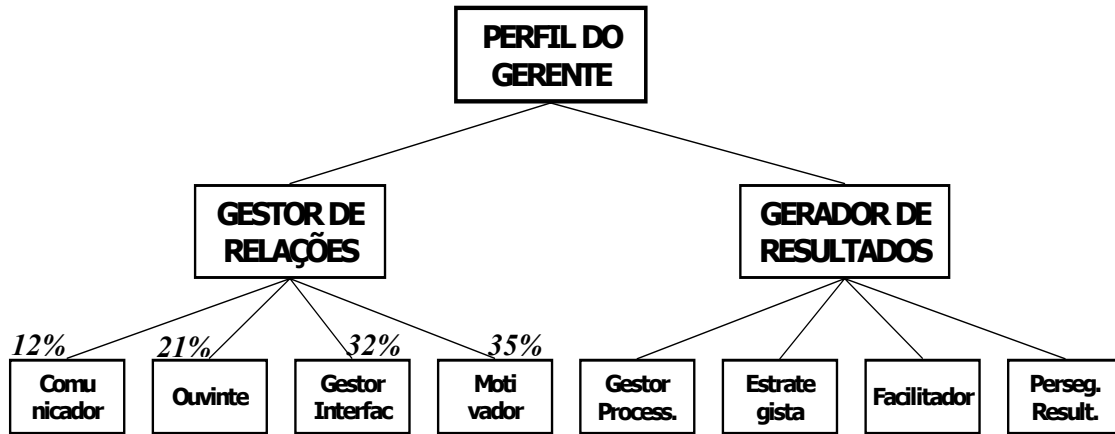 PERFIL DO
GERENTE
GESTOR DE
RELAÇÕES
GERADOR DE
RESULTADOS
12%
21%
32%
35%
Comu
nicador
Ouvinte
Gestor
Interfac
Moti
vador
Gestor
Process.
Estrate
gista
Facilitador
Perseg.
Result.